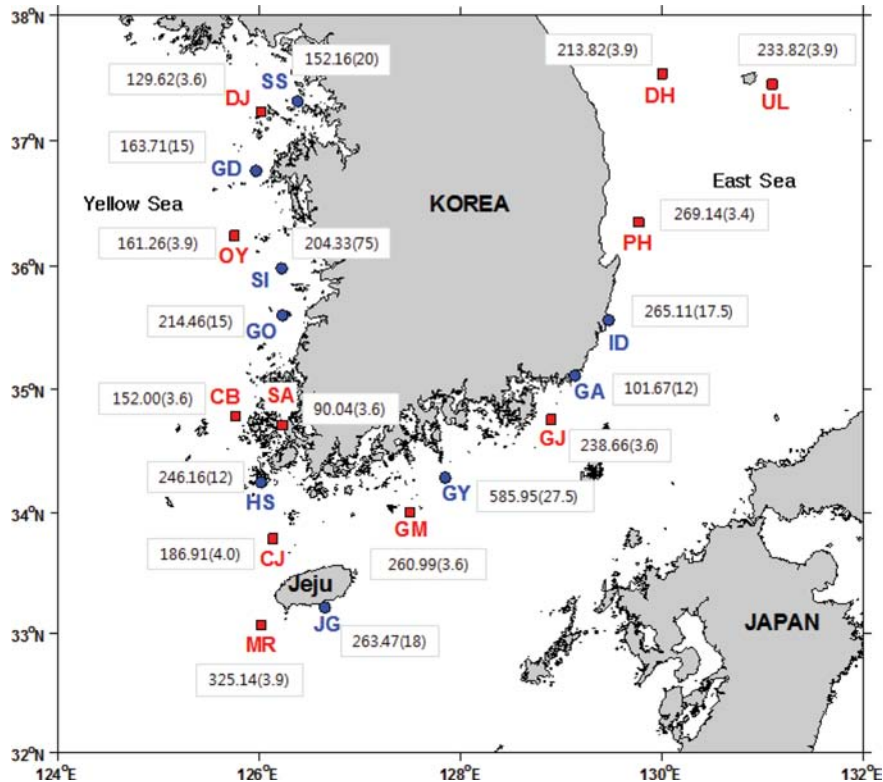 38°N
152.16(20)
213.82(3.9)
233.82(3.9)
129.62(3.6)
SS
DJ
DH
UL
37°N
163.71(15)
GD
East Sea
Yellow Sea
KOREA
269.14(3.4)
161.26(3.9)
OY
204.33(75)
PH
36°N
SI
214.46(15)
GO
265.11(17.5)
ID
35°N
152.00(3.6)
CB
SA
90.04(3.6)
GA
101.67(12)
GJ
238.66(3.6)
246.16(12)
HS
GY
585.95(27.5)
34°N
GM
186.91(4.0)
CJ
260.99(3.6)
Jeju
JAPAN
33°N
MR
JG
263.47(18)
325.14(3.9)
32°N
124°E
126°E
128°E
130°E
132°E